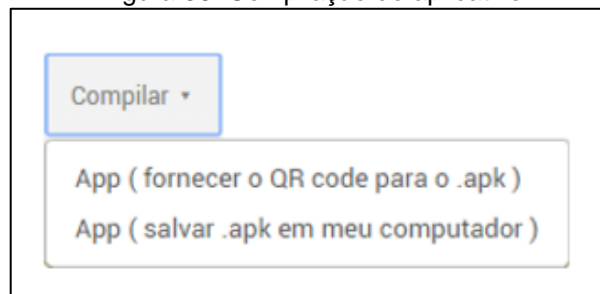 Compilar ▾
App ( fornecer o QR code para o .apk )
App ( salvar .apk em meu computador )